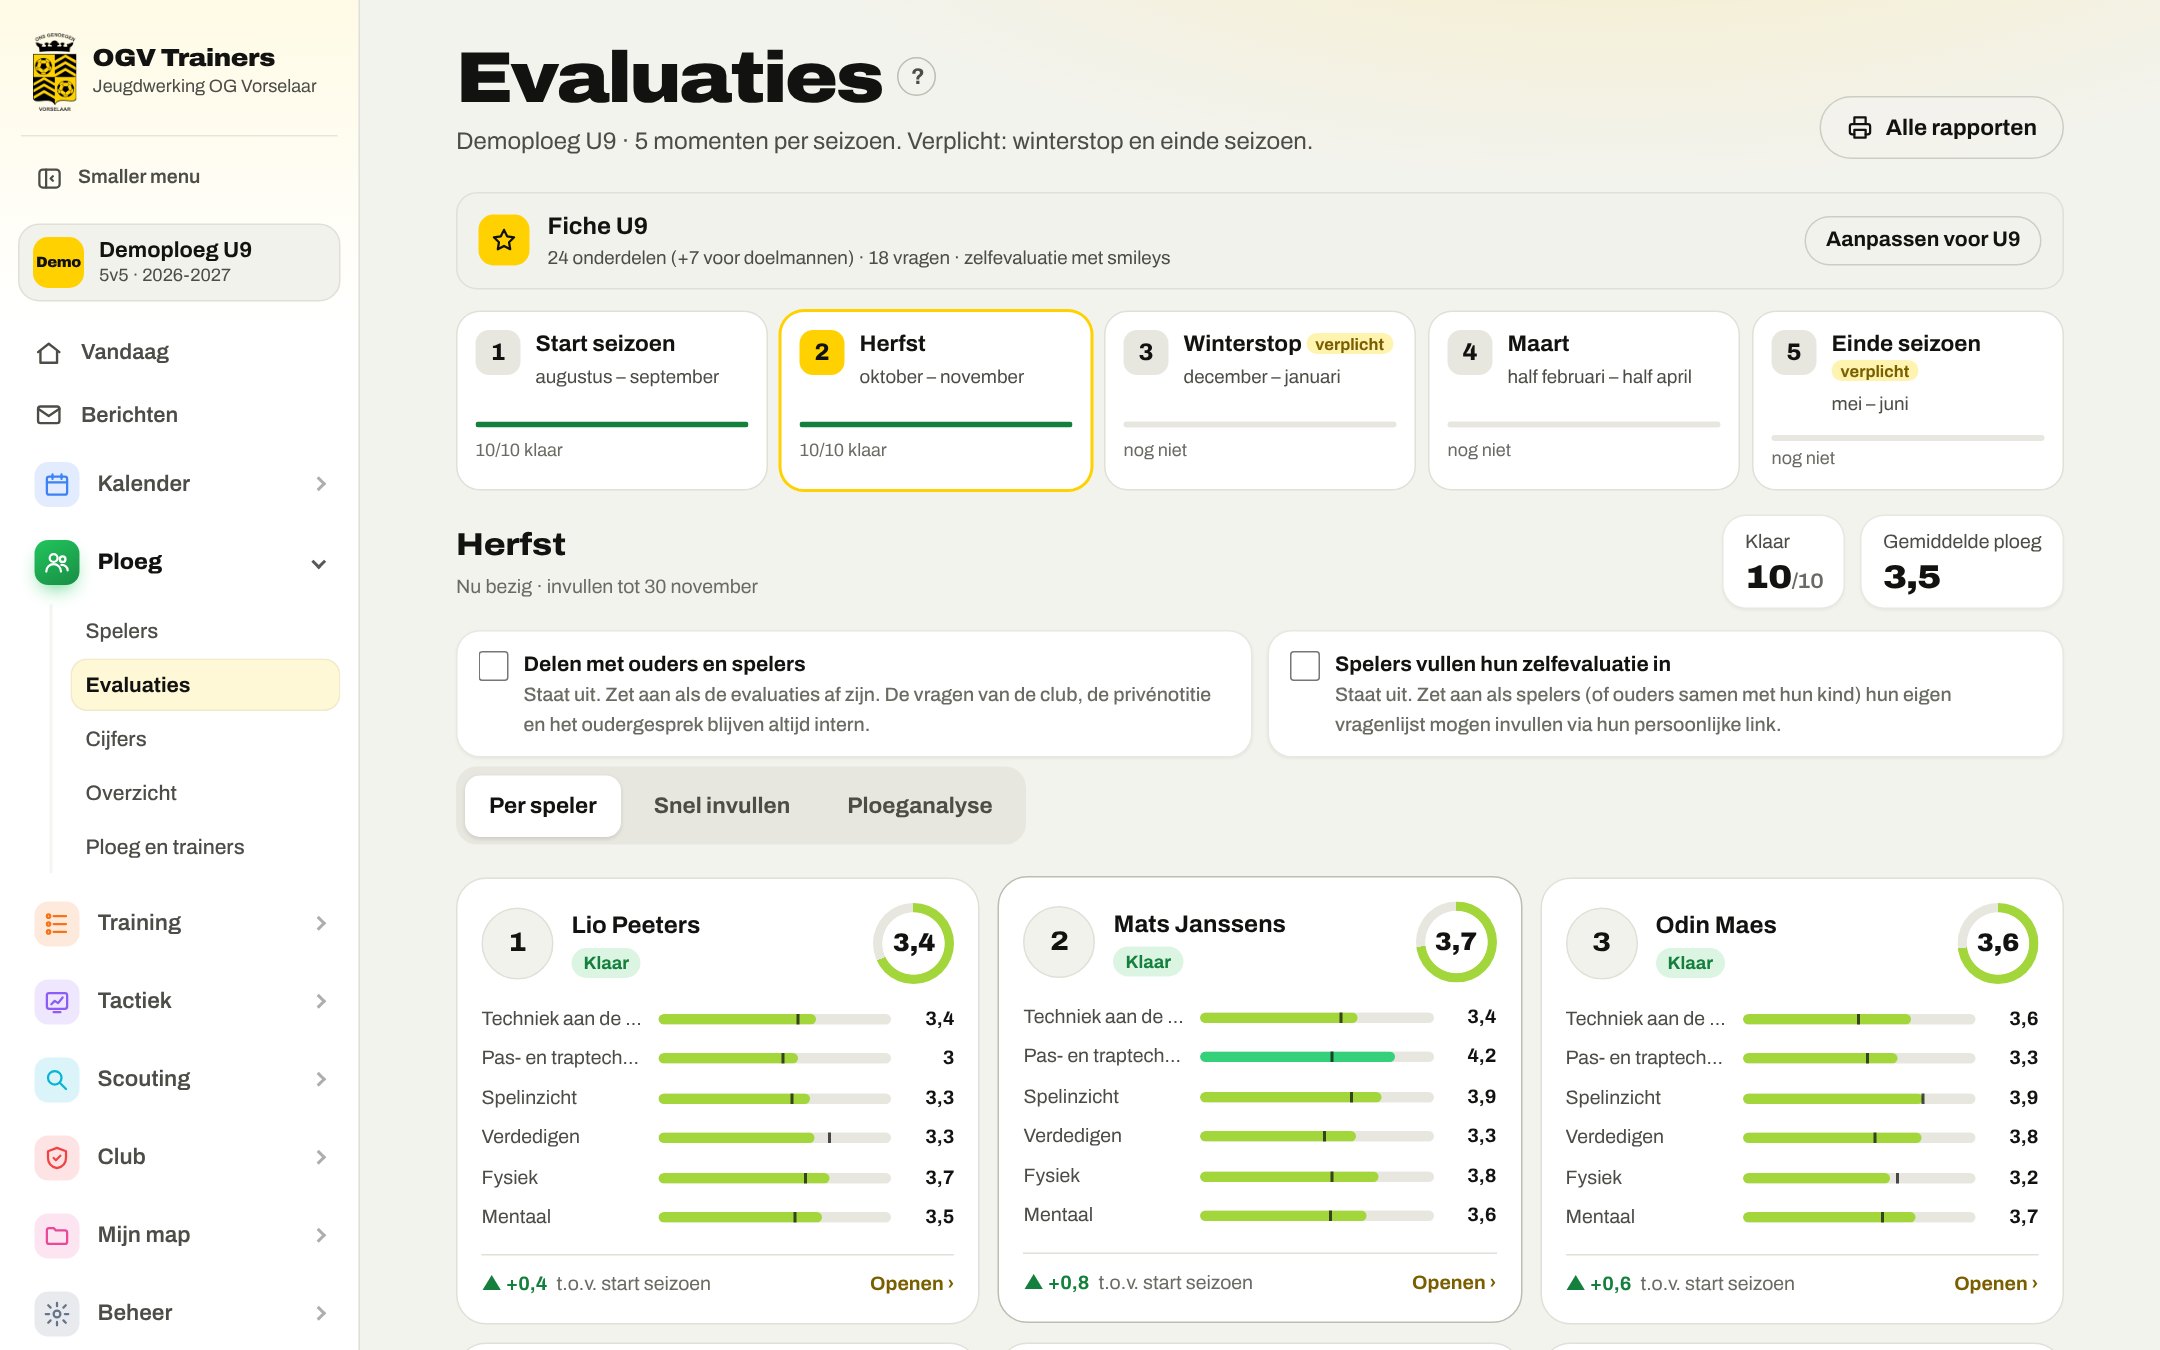 ONS GENOEGEN
VORSELAAR
OGV Trainers
Jeugdwerking OG Vorselaar
Smaller menu
Demo
Demoploeg U9
5v5 · 2026-2027
Vandaag
Berichten
Kalender
Ploeg
Spelers
Evaluaties
Cijfers
Overzicht
Ploeg en trainers
Training
Tactiek
Scouting
Club
Mijn map
Beheer
Evaluaties ?
Demoploeg U9 · 5 momenten per seizoen. Verplicht: winterstop en einde seizoen.
Alle rapporten
Fiche U9
24 onderdelen (+7 voor doelmannen) · 18 vragen · zelfevaluatie met smileys
Aanpassen voor U9
1 Start seizoen
augustus – september
10/10 klaar
2 Herfst
oktober – november
10/10 klaar
3 Winterstop verplicht
december – januari
nog niet
4 Maart
half februari – half april
nog niet
5 Einde seizoen
verplicht
mei – juni
nog niet
Herfst
Nu bezig · invullen tot 30 november
Klaar
10/10
Gemiddelde ploeg
3,5
Delen met ouders en spelers
Staat uit. Zet aan als de evaluaties af zijn. De vragen van de club, de privénotitie
en het oudergesprek blijven altijd intern.
Spelers vullen hun zelfevaluatie in
Staat uit. Zet aan als spelers (of ouders samen met hun kind) hun eigen
vragenlijst mogen invullen via hun persoonlijke link.
Per speler
Snel invullen
Ploeganalyse
1
Lio Peeters
Klaar
3,4
Techniek aan de ... 3,4
Pas- en traptech... 3
Spelinzicht 3,3
Verdedigen 3,3
Fysiek 3,7
Mentaal 3,5
▲ +0,4 t.o.v. start seizoen
Openen ›
2
Mats Janssens
Klaar
3,7
Techniek aan de ... 3,4
Pas- en traptech... 4,2
Spelinzicht 3,9
Verdedigen 3,3
Fysiek 3,8
Mentaal 3,6
▲ +0,8 t.o.v. start seizoen
Openen ›
3
Odin Maes
Klaar
3,6
Techniek aan de ... 3,6
Pas- en traptech... 3,3
Spelinzicht 3,9
Verdedigen 3,8
Fysiek 3,2
Mentaal 3,7
▲ +0,6 t.o.v. start seizoen
Openen ›